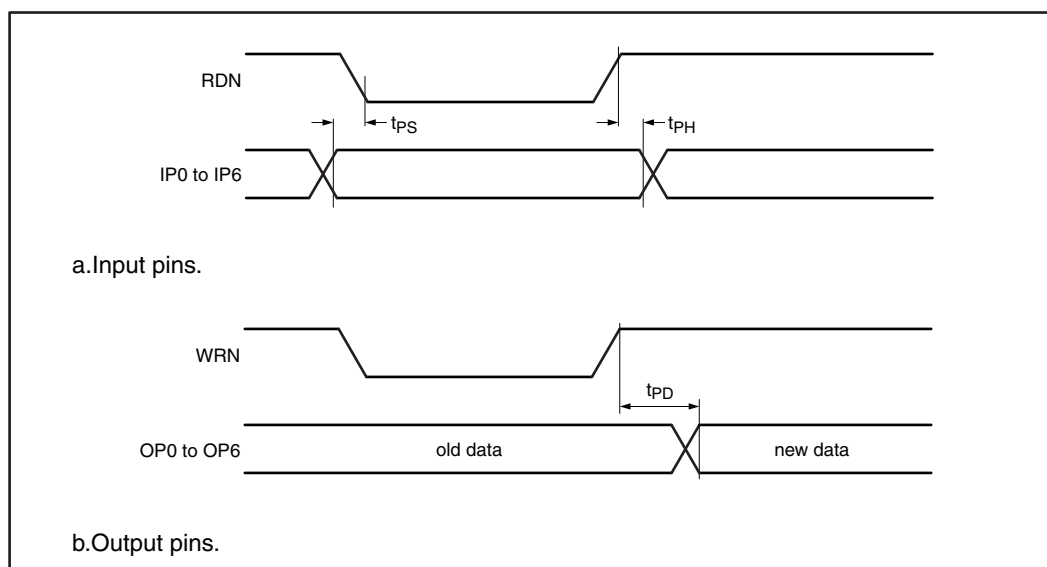 RDN
tPS
tPH
IP0 to IP6
a.Input pins.
WRN
tPD
OP0 to OP6 old data new data
b.Output pins.